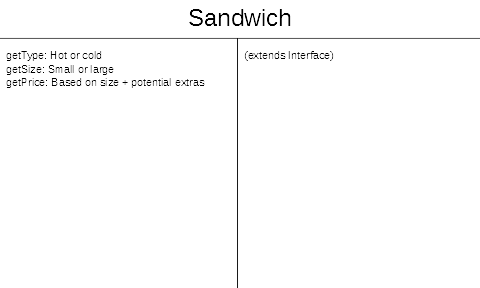 Sandwich
getType: Hot or cold
getSize: Small or large
getPrice: Based on size + potential extras
(extends Interface)